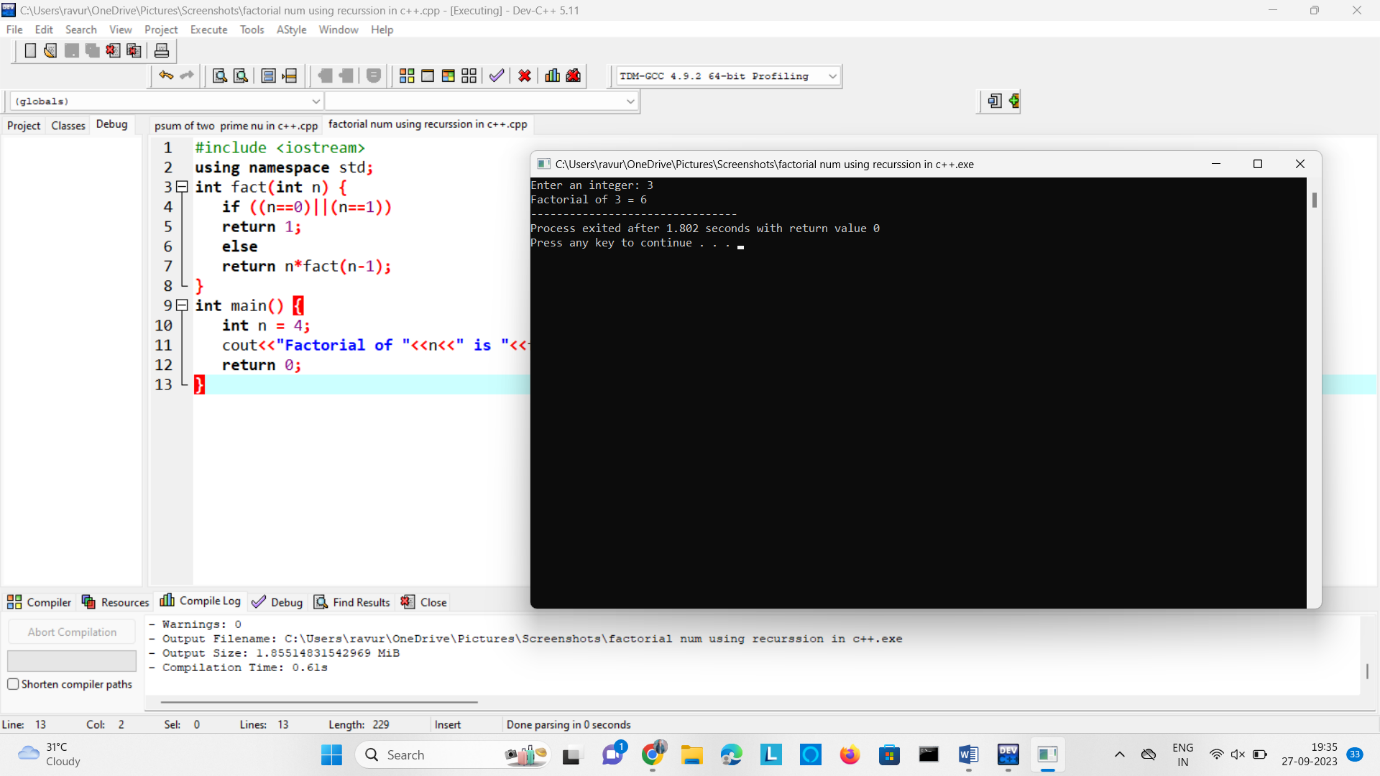 C:\Users\ravur\OneDrive\Pictures\Screenshots\factorial num using recurssion in c++.cpp - [Executing] - Dev-C++ 5.11
File Edit Search View Project Execute Tools AStyle Window Help
TDM-GCC 4.9.2 64-bit Profiling
(globals)
Project Classes Debug
psum of two prime nu in c++.cpp factorial num using recurssion in c++.cpp
1 #include <iostream>
2 using namespace std;
3 int fact(int n) {
4 if ((n==0)||(n==1))
5 return 1;
6 else
7 return n*fact(n-1);
8 }
9 int main() {
10 int n = 4;
11 cout<<"Factorial of "<<n<<" is "<<
12 return 0;
13 }
C:\Users\ravur\OneDrive\Pictures\Screenshots\factorial num using recurssion in c++.exe
Enter an integer: 3
Factorial of 3 = 6
--------------------------------
Process exited after 1.802 seconds with return value 0
Press any key to continue . . .
Compiler Resources Compile Log Debug Find Results Close
Abort Compilation
Shorten compiler paths
- Warnings: 0
- Output Filename: C:\Users\ravur\OneDrive\Pictures\Screenshots\factorial num using recurssion in c++.exe
- Output Size: 1.85514831542969 MiB
- Compilation Time: 0.61s
Line: 13 Col: 2 Sel: 0 Lines: 13 Length: 229 Insert Done parsing in 0 seconds
31°C
Cloudy
Search
1
L
DEV
ENG
IN
19:35
27-09-2023
33